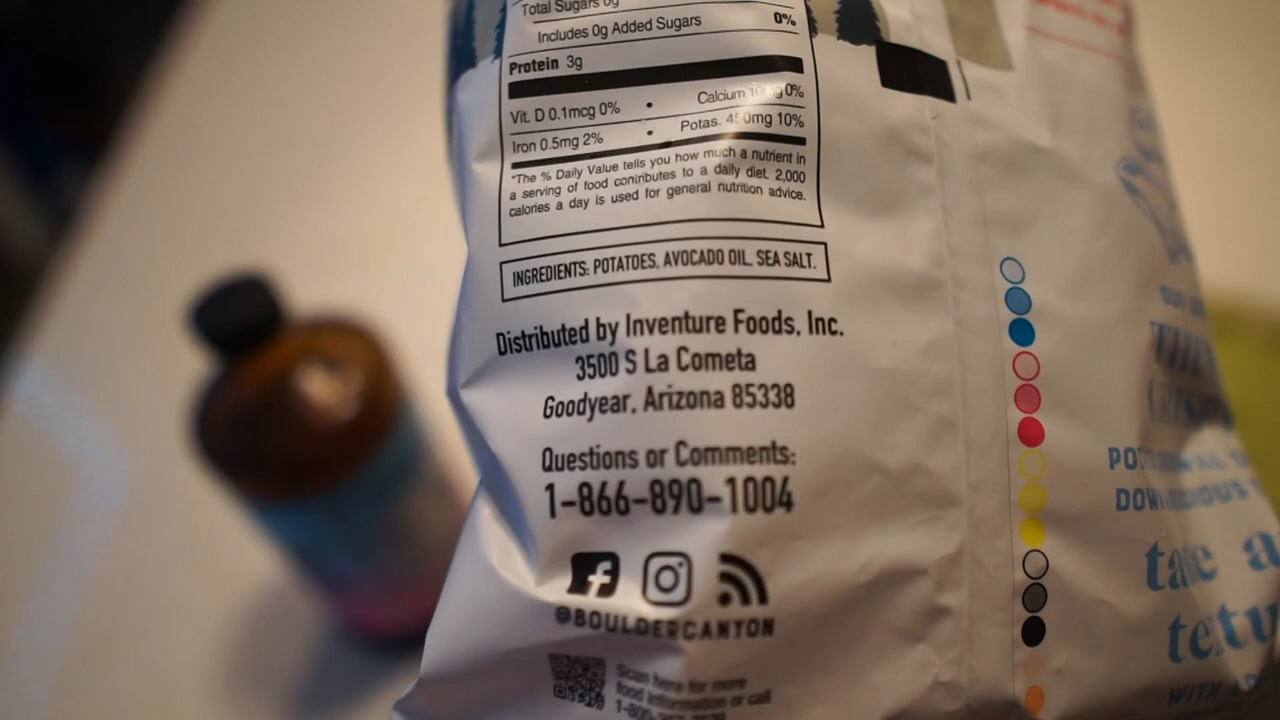 Total Sugars 0g
Includes 0g Added Sugars 0%
Protein 3g
Vit. D 0.1mcg 0% • Calcium 0%
Iron 0.5mg 2% • Potas. 450mg 10%
*The % Daily Value tells you how much a nutrient in
a serving of food contributes to a daily diet. 2,000
calories a day is used for general nutrition advice.
INGREDIENTS: POTATOES, AVOCADO OIL, SEA SALT.
Distributed by Inventure Foods, Inc.
3500 S La Cometa
Goodyear, Arizona 85338
Questions or Comments:
1-866-890-1004
@BOULDERCANYON
Scan here for more
food information or call